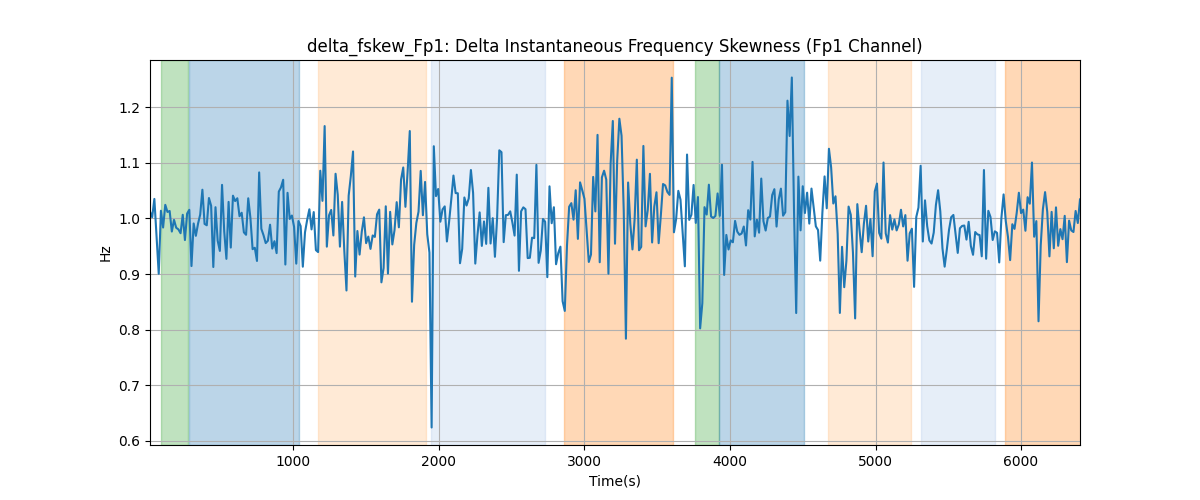 delta_fskew_Fp1: Delta Instantaneous Frequency Skewness (Fp1 Channel)
1.2
1.1
1.0
0.9
0.8
0.7
0.6
Hz
1000 2000 3000 4000 5000 6000
Time(s)